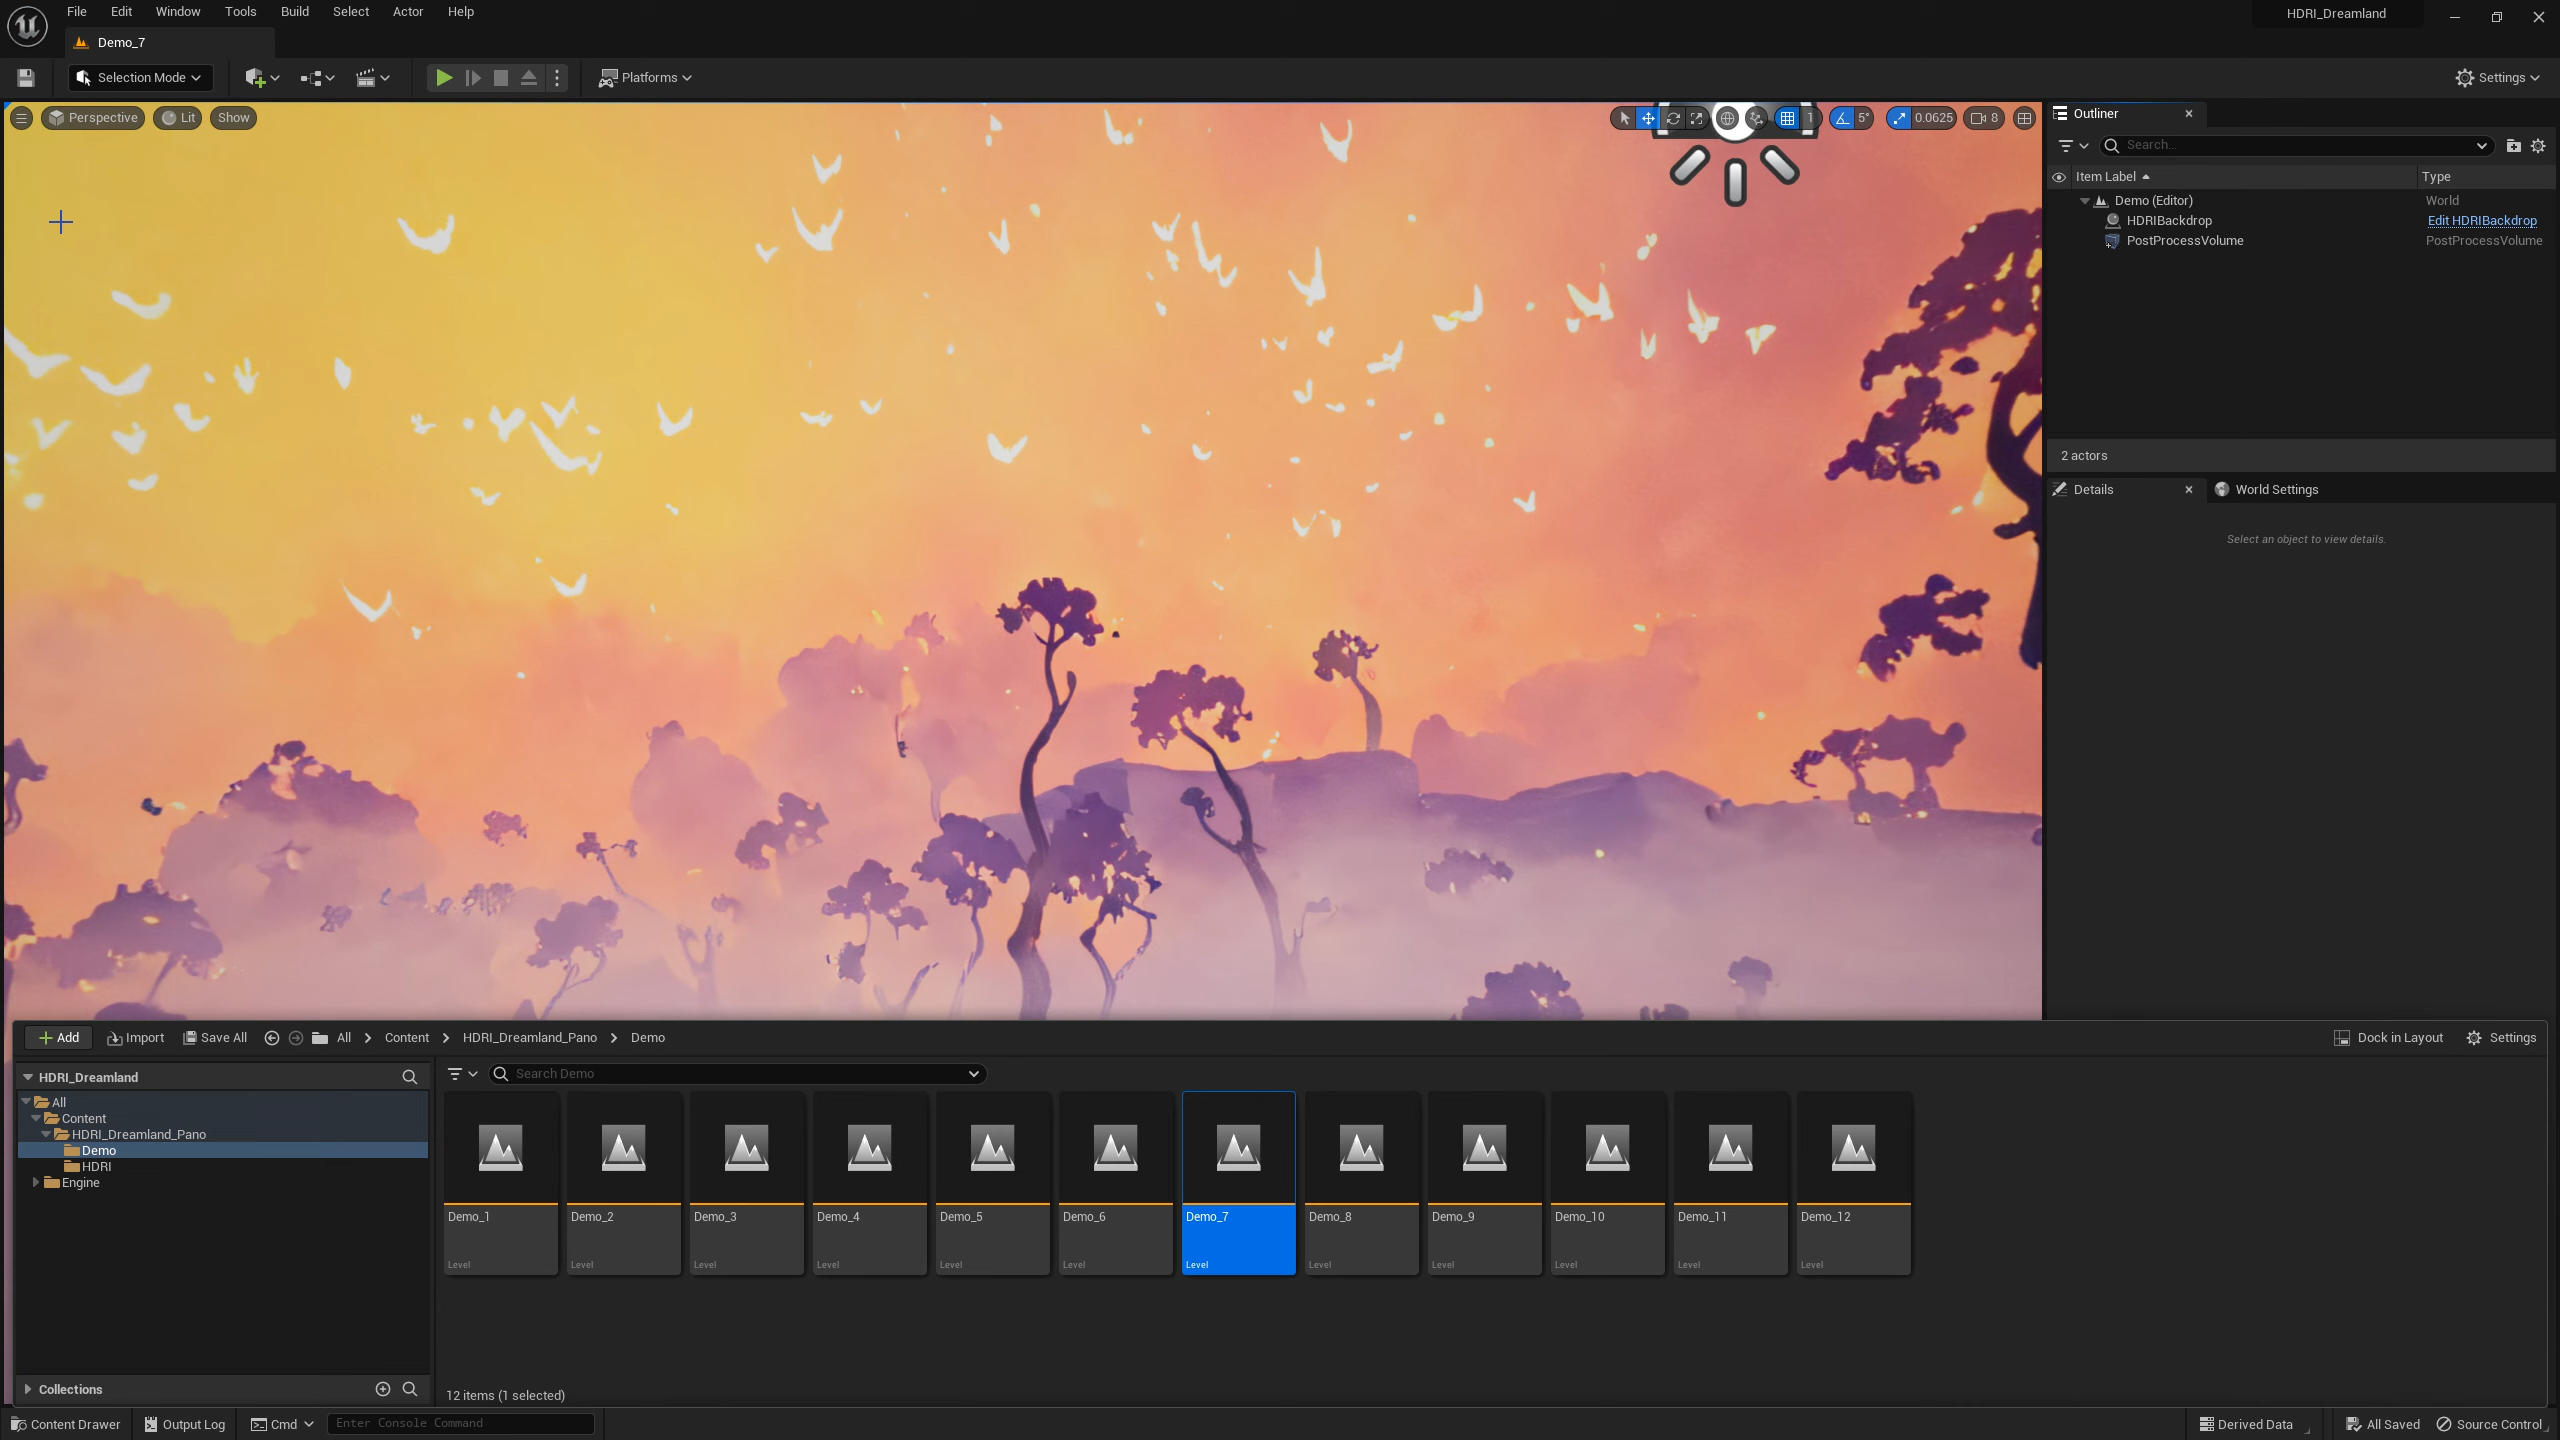 File Edit Window Tools Build Select Actor Help
HDRI_Dreamland
Demo_7
Selection Mode
Platforms
Settings
Perspective
Lit
Show
1
5°
0.0625
8
Outliner
Search...
Item Label
Type
Demo (Editor)
World
HDRIBackdrop
Edit HDRIBackdrop
PostProcessVolume
PostProcessVolume
2 actors
Details
World Settings
Select an object to view details.
Add
Import
Save All
All
Content
HDRI_Dreamland_Pano
Demo
Dock in Layout
Settings
HDRI_Dreamland
Search Demo
All
Content
HDRI_Dreamland_Pano
Demo
HDRI
Engine
Demo_1
Demo_2
Demo_3
Demo_4
Demo_5
Demo_6
Demo_7
Demo_8
Demo_9
Demo_10
Demo_11
Demo_12
Level
Level
Level
Level
Level
Level
Level
Level
Level
Level
Level
Level
Collections
12 items (1 selected)
Content Drawer
Output Log
Cmd
Enter Console Command
Derived Data
All Saved
Source Control